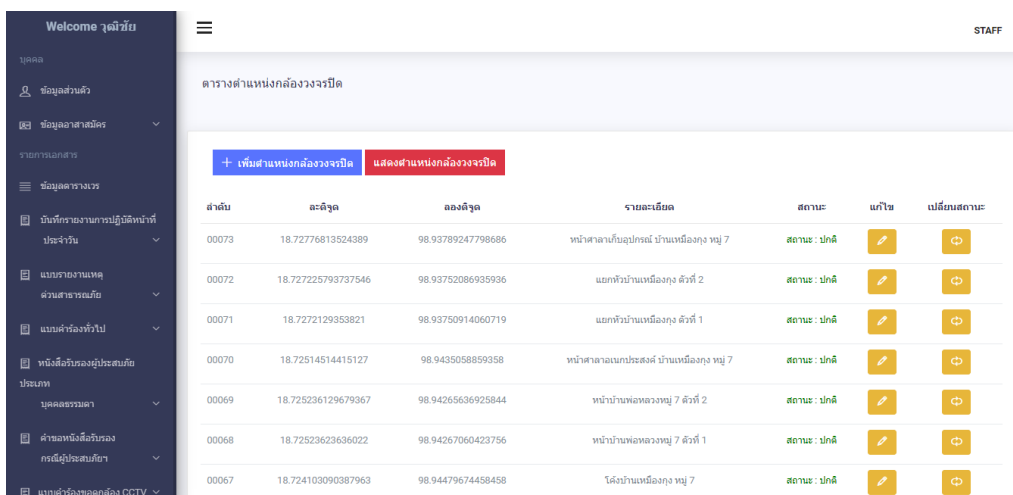 Welcome วุฒิชัย
STAFF
บุคคล
ข้อมูลส่วนตัว
ข้อมูลอาสาสมัคร
รายการเอกสาร
ข้อมูลตารางเวร
บันทึกรายงานการปฏิบัติหน้าที่
ประจำวัน
แบบรายงานเหตุ
ด่วนสาธารณภัย
แบบคำร้องทั่วไป
หนังสือรับรองผู้ประสบภัย
ประเภท
บุคคลธรรมดา
คำขอหนังสือรับรอง
กรณีผู้ประสบภัยฯ
แบบคำร้องขอดูกล้อง CCTV
ตารางตำแหน่งกล้องวงจรปิด
เพิ่มตำแหน่งกล้องวงจรปิด แสดงตำแหน่งกล้องวงจรปิด
ลำดับ ละติจูด ลองติจูด รายละเอียด สถานะ แก้ไข เปลี่ยนสถานะ
00073 18.72776813524389 98.93789247798686 หน้าศาลาเก็บอุปกรณ์ บ้านเหมืองกุง หมู่ 7 สถานะ : ปกติ
00072 18.727225793737546 98.93752086935936 แยกหัวบ้านเหมืองกุง ตัวที่ 2 สถานะ : ปกติ
00071 18.7272129353821 98.93750914060719 แยกหัวบ้านเหมืองกุง ตัวที่ 1 สถานะ : ปกติ
00070 18.72514514415127 98.9435058859358 หน้าศาลาอเนกประสงค์ บ้านเหมืองกุง หมู่ 7 สถานะ : ปกติ
00069 18.725236129679367 98.94265636925844 หน้าบ้านพ่อหลวงหมู่ 7 ตัวที่ 2 สถานะ : ปกติ
00068 18.72523623636022 98.94267060423756 หน้าบ้านพ่อหลวงหมู่ 7 ตัวที่ 1 สถานะ : ปกติ
00067 18.724103090387963 98.94479674458458 โค้งบ้านเหมืองกุง หมู่ 7 สถานะ : ปกติ